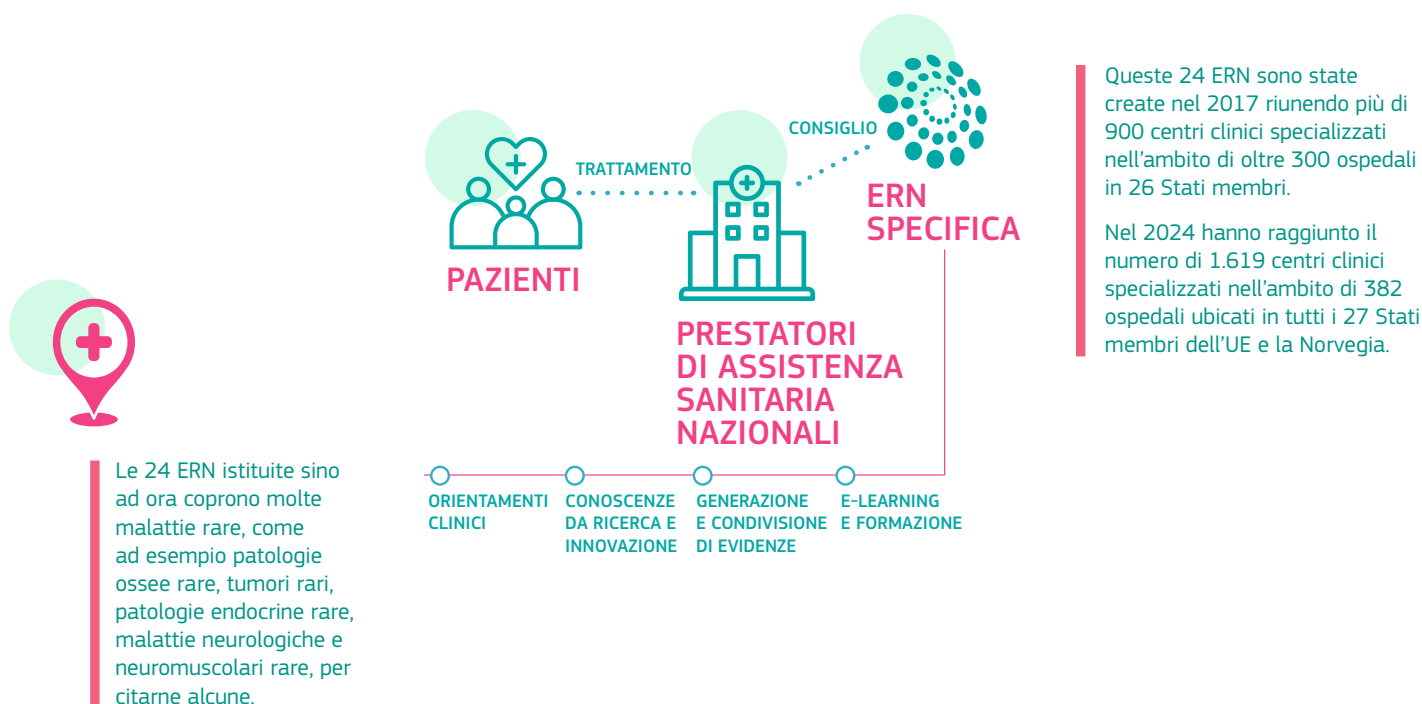 CONSIGLIO
TRATTAMENTO
ERN
SPECIFICA
PAZIENTI
PRESTATORI
DI ASSISTENZA
SANITARIA
NAZIONALI
ORIENTAMENTI
CLINICI
CONOSCENZE
DA RICERCA E
INNOVAZIONE
GENERAZIONE
E CONDIVISIONE
DI EVIDENZE
E-LEARNING
E FORMAZIONE
Queste 24 ERN sono state
create nel 2017 riunendo più di
900 centri clinici specializzati
nell'ambito di oltre 300 ospedali
in 26 Stati membri.
Nel 2024 hanno raggiunto il
numero di 1.619 centri clinici
specializzati nell'ambito di 382
ospedali ubicati in tutti i 27 Stati
membri dell'UE e la Norvegia.
Le 24 ERN istituite sino
ad ora coprono molte
malattie rare, come
ad esempio patologie
ossee rare, tumori rari,
patologie endocrine rare,
malattie neurologiche e
neuromuscolari rare, per
citarne alcune.